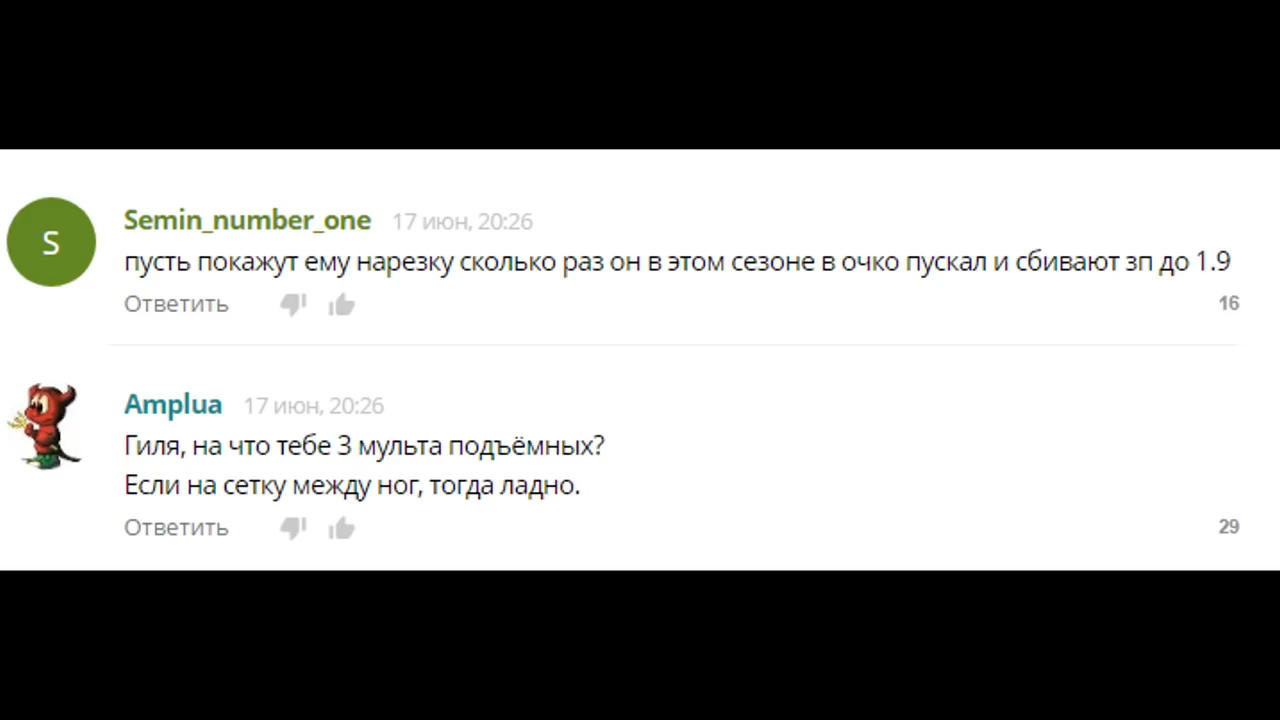 S
Semin_number_one 17 июн, 20:26
пусть покажут ему нарезку сколько раз он в этом сезоне в очко пускал и сбивают зп до 1.9
Ответить 16
Amplua 17 июн, 20:26
Гиля, на что тебе 3 мульта подъёмных?
Если на сетку между ног, тогда ладно.
Ответить 29